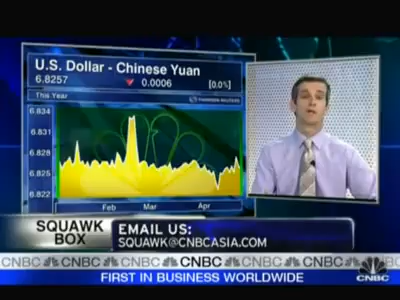 U.S. Dollar - Chinese Yuan
6.8257
0.0006
[0.0%]
This Year
THOMSON REUTERS
6.834
6.831
6.828
6.825
6.822
Feb
Mar
Apr
SQUAWK
BOX
EMAIL US:
SQUAWK@CNBCASIA.COM
CNBC CNBC CNBC CNBC CNBC CNBC
FIRST IN BUSINESS WORLDWIDE
CNBC